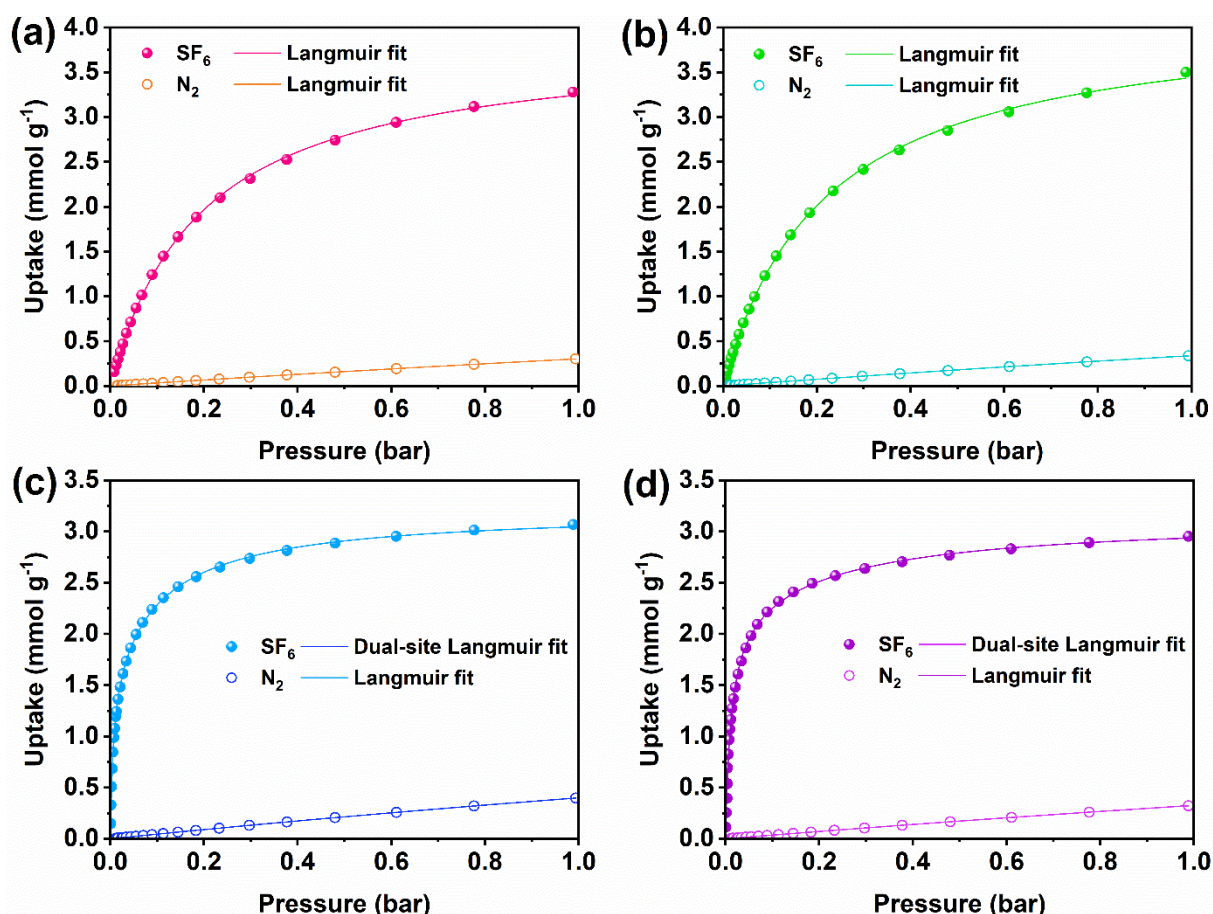 (a)
SF6 Langmuir fit
N2 Langmuir fit
Uptake (mmol g-1)
4.0
3.5
3.0
2.5
2.0
1.5
1.0
0.5
0.0
0.0 0.2 0.4 0.6 0.8 1.0
Pressure (bar)
(b)
SF6 Langmuir fit
N2 Langmuir fit
Uptake (mmol g-1)
4.0
3.5
3.0
2.5
2.0
1.5
1.0
0.5
0.0
0.0 0.2 0.4 0.6 0.8 1.0
Pressure (bar)
(c)
SF6 Dual-site Langmuir fit
N2 Langmuir fit
Uptake (mmol g-1)
3.5
3.0
2.5
2.0
1.5
1.0
0.5
0.0
0.0 0.2 0.4 0.6 0.8 1.0
Pressure (bar)
(d)
SF6 Dual-site Langmuir fit
N2 Langmuir fit
Uptake (mmol g-1)
3.5
3.0
2.5
2.0
1.5
1.0
0.5
0.0
0.0 0.2 0.4 0.6 0.8 1.0
Pressure (bar)